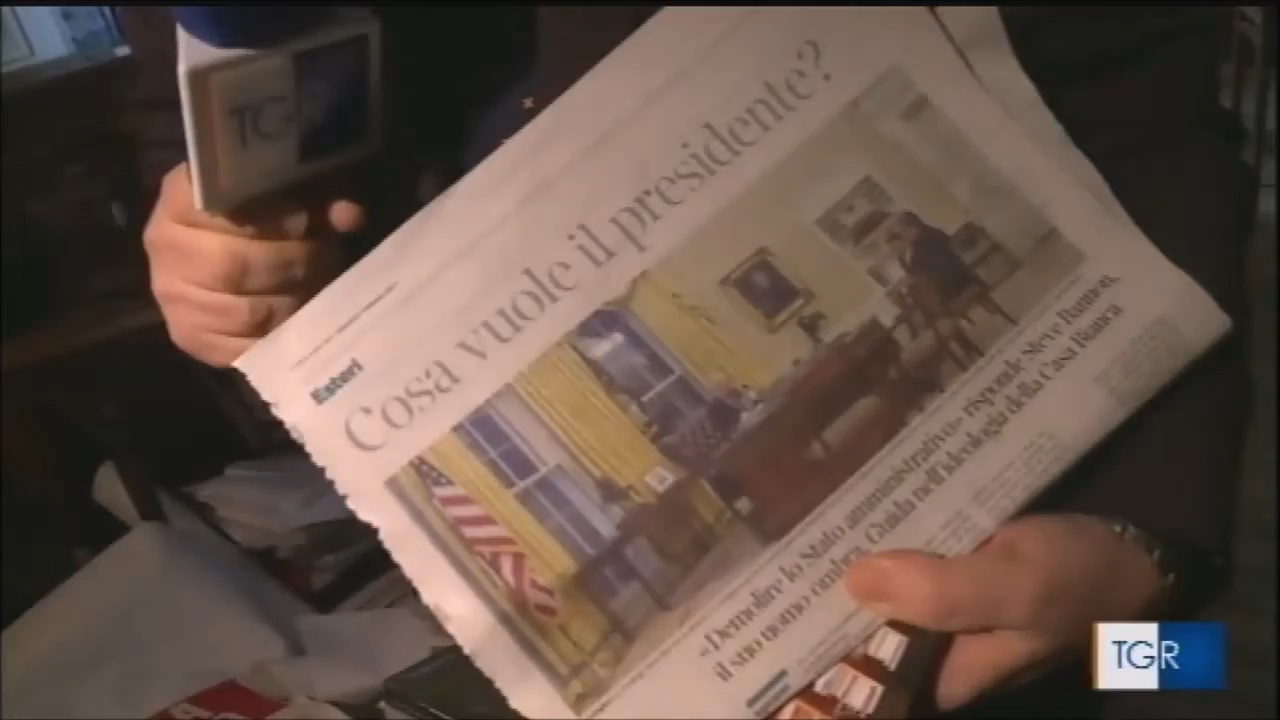 TGR
Esteri
Cosa vuole il presidente?
«Demolire lo Stato amministrativo» risponde Steve Bannon,
il suo uomo ombra. Guida nell'ideologia della Casa Bianca
TGR